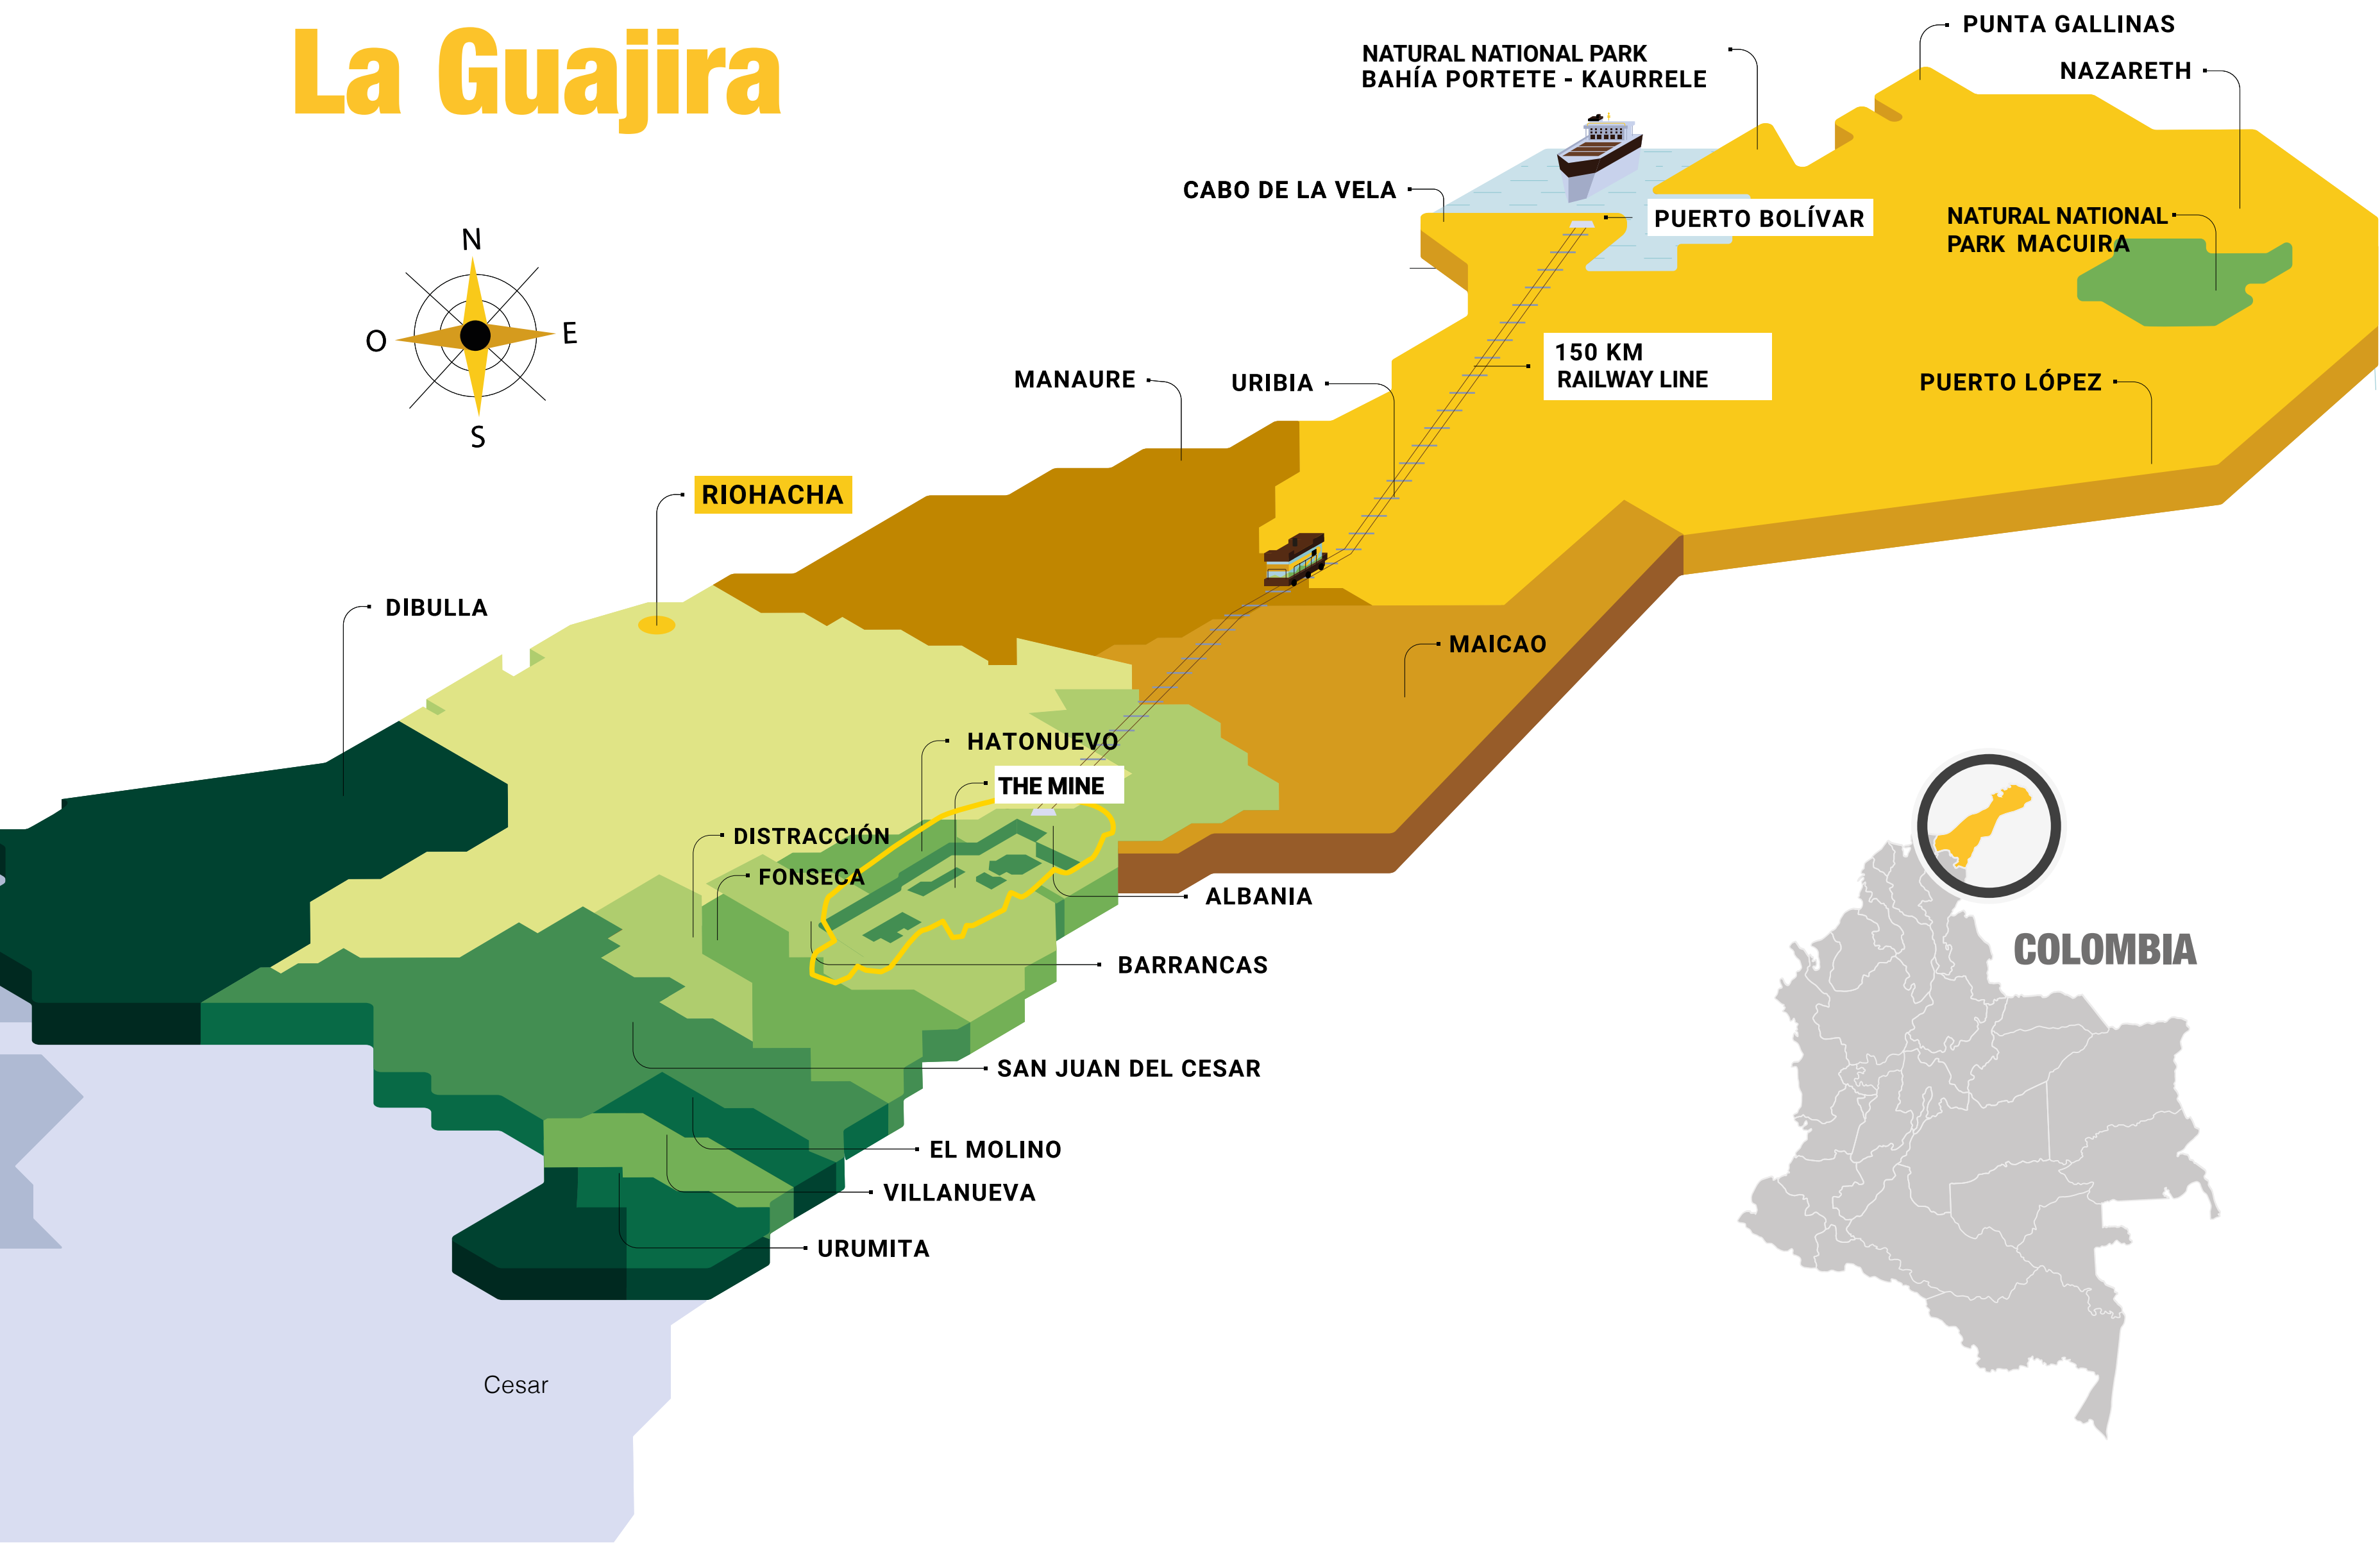 La Guajira
PUNTA GALLINAS
NATURAL NATIONAL PARK
BAHÍA PORTETE - KAURRELE
NAZARETH
CABO DE LA VELA
PUERTO BOLÍVAR
NATURAL NATIONAL
PARK MACUIRA
N
O
E
S
150 KM
RAILWAY LINE
MANAURE
URIBIA
PUERTO LÓPEZ
RIOHACHA
DIBULLA
MAICAO
HATONUEVO
THE MINE
DISTRACCIÓN
FONSECA
ALBANIA
COLOMBIA
BARRANCAS
SAN JUAN DEL CESAR
EL MOLINO
VILLANUEVA
URUMITA
Cesar